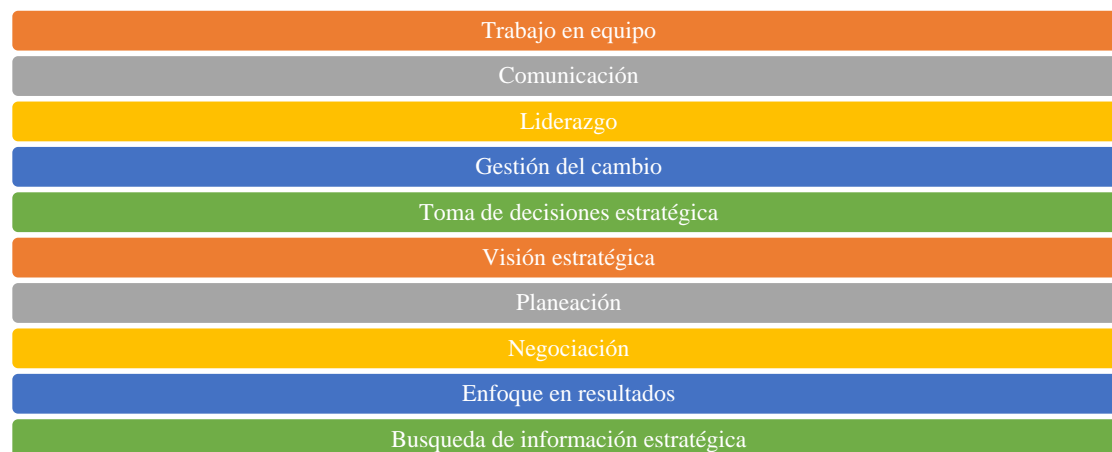 Trabajo en equipo
Comunicación
Liderazgo
Gestión del cambio
Toma de decisiones estratégica
Visión estratégica
Planeación
Negociación
Enfoque en resultados
Busqueda de información estratégica